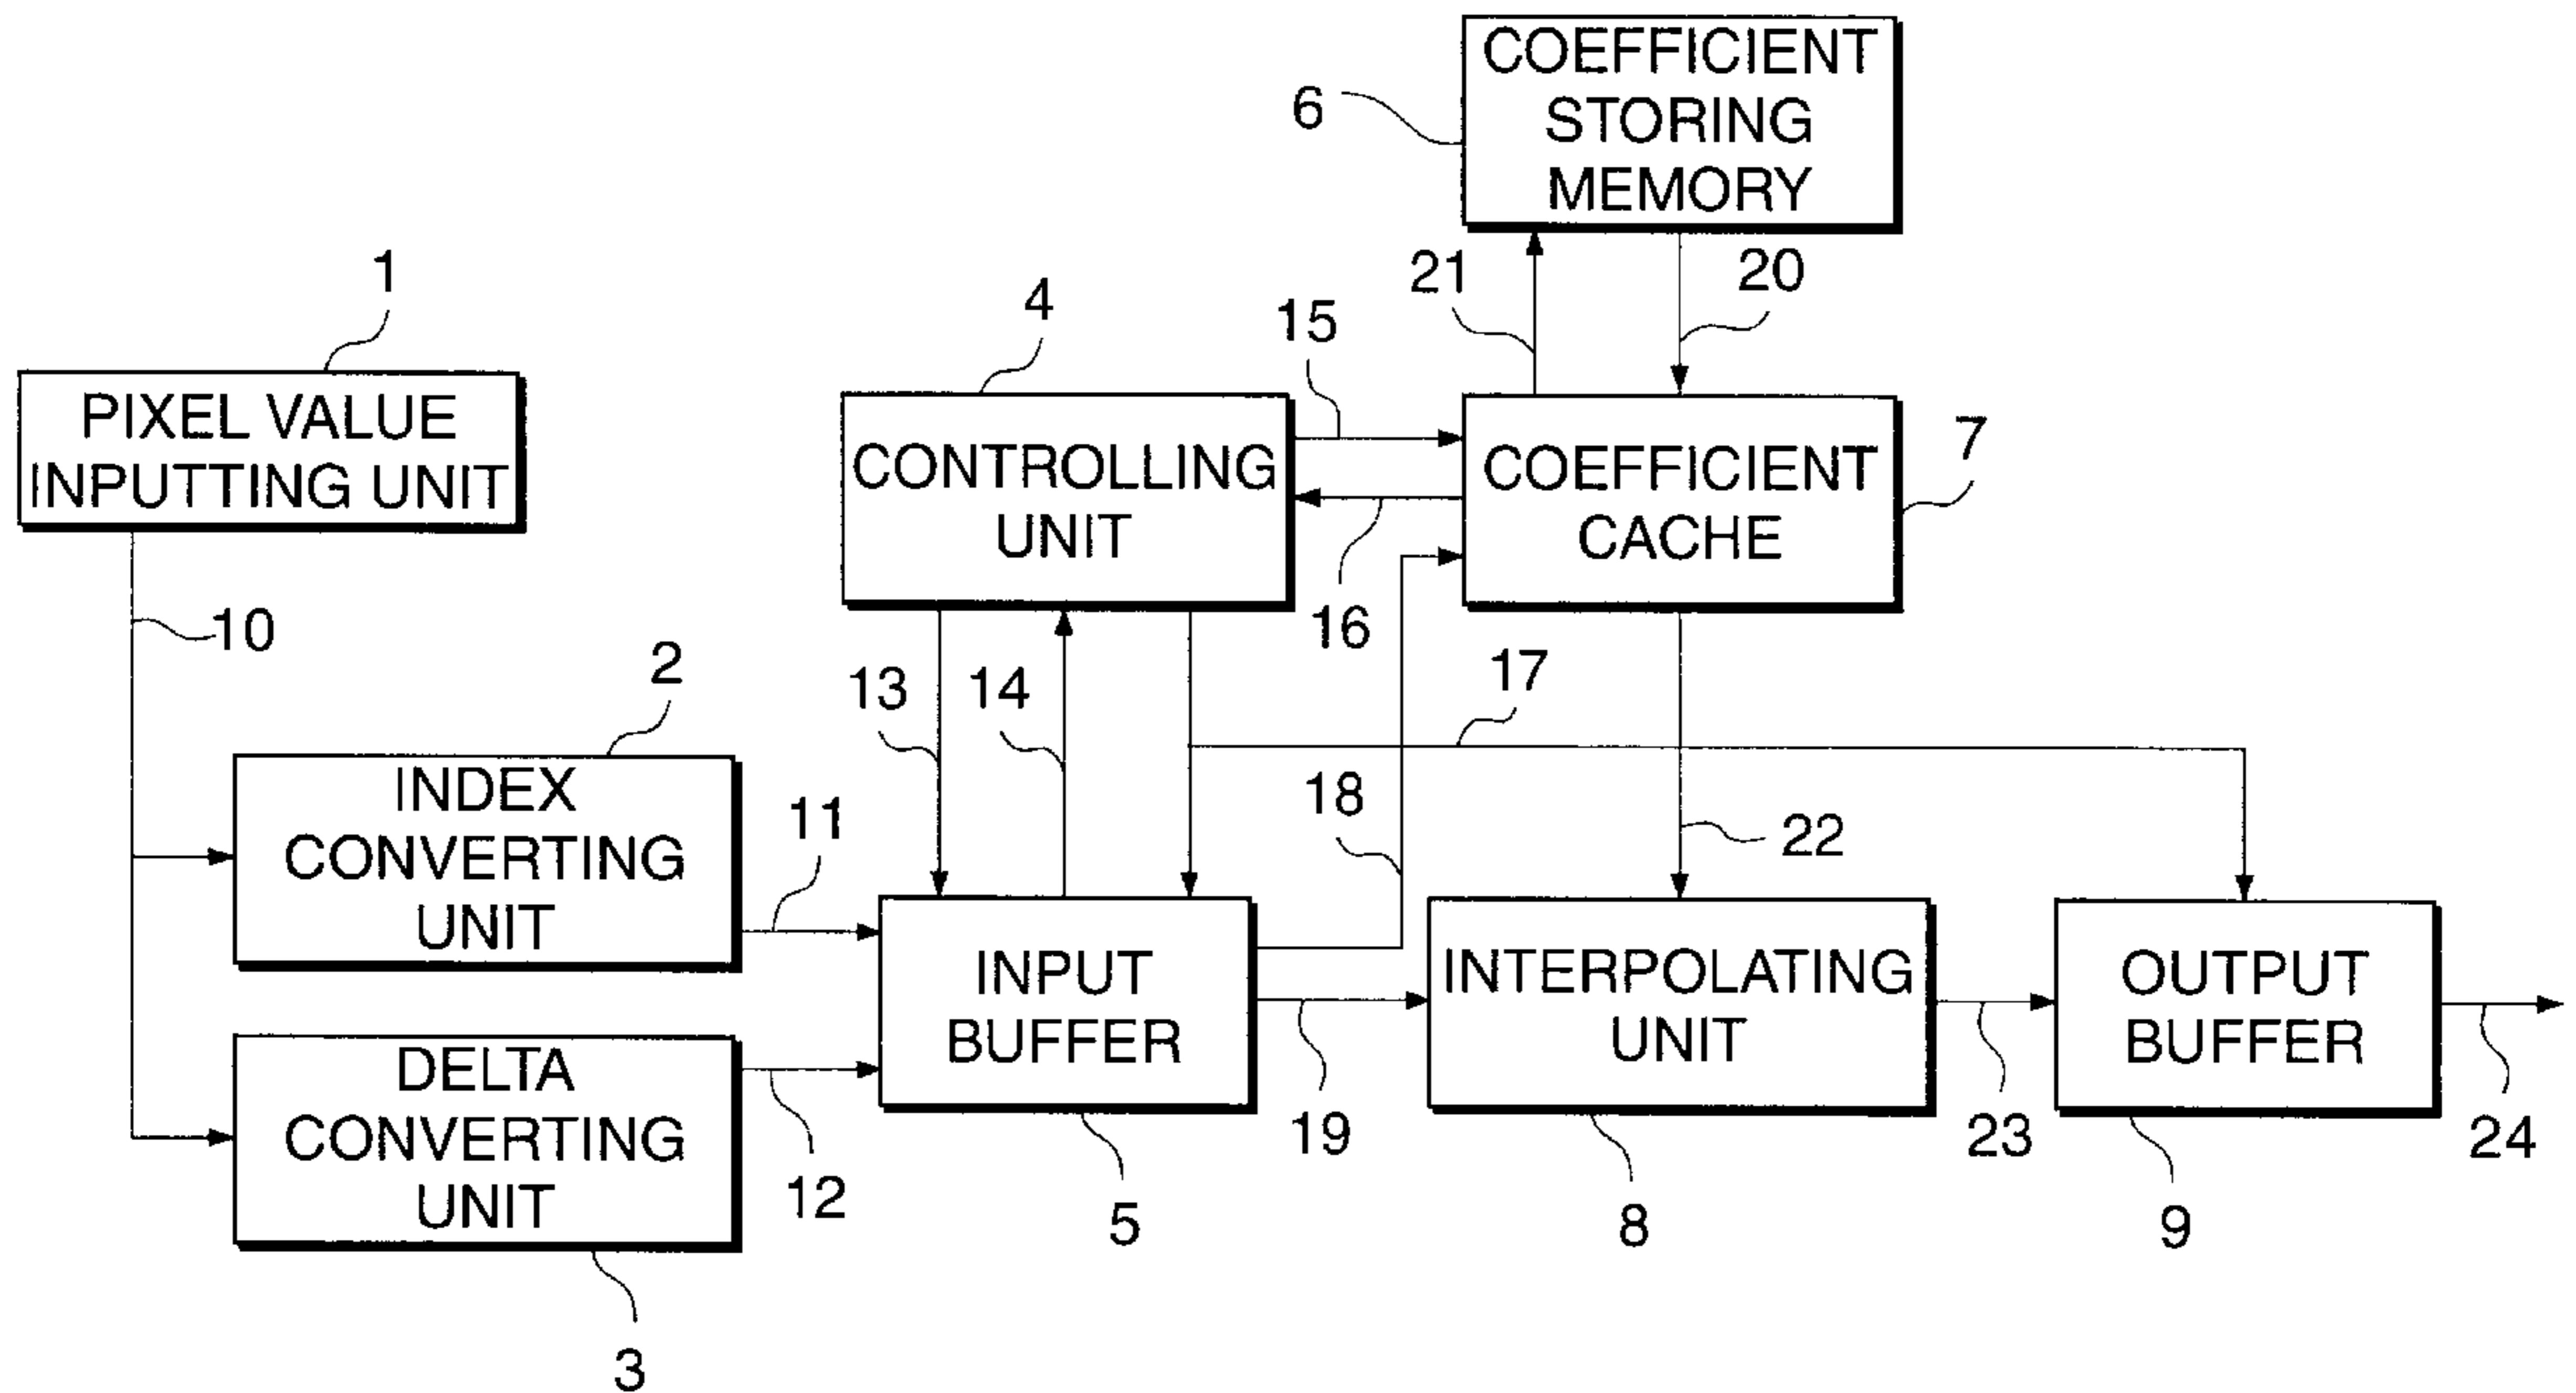 COEFFICIENT
STORING
MEMORY
6
1
4
15
21
20
PIXEL VALUE
INPUTTING UNIT
CONTROLLING
UNIT
COEFFICIENT
CACHE
7
10
16
2
13
14
17
INDEX
CONVERTING
UNIT
11
18
22
INPUT
BUFFER
INTERPOLATING
UNIT
OUTPUT
BUFFER
DELTA
CONVERTING
UNIT
12
19
23
24
5
8
9
3